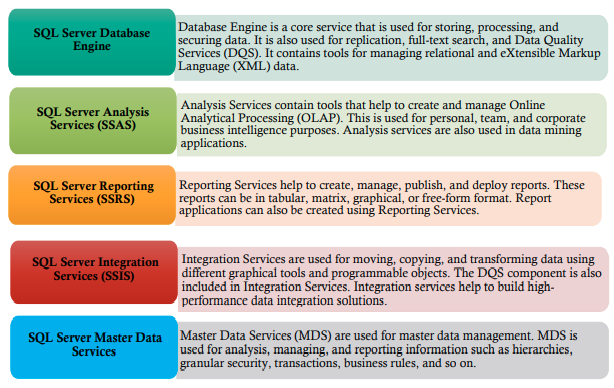 SQL Server Database
Engine
Database Engine is a core service that is used for storing, processing, and
securing data. It is also used for replication, full-text search, and Data Quality
Services (DQS). It contains tools for managing relational and eXtensible Markup
Language (XML) data.
SQL Server Analysis
Services (SSAS)
Analysis Services contain tools that help to create and manage Online
Analytical Processing (OLAP). This is used for personal, team, and corporate
business intelligence purposes. Analysis services are also used in data mining
applications.
SQL Server Reporting
Services (SSRS)
Reporting Services help to create, manage, publish, and deploy reports. These
reports can be in tabular, matrix, graphical, or free-form format. Report
applications can also be created using Reporting Services.
SQL Server Integration
Services (SSIS)
Integration Services are used for moving, copying, and transforming data using
different graphical tools and programmable objects. The DQS component is also
included in Integration Services. Integration services help to build high-
performance data integration solutions.
SQL Server Master Data
Services
Master Data Services (MDS) are used for master data management. MDS is
used for analysis, managing, and reporting information such as hierarchies,
granular security, transactions, business rules, and so on.